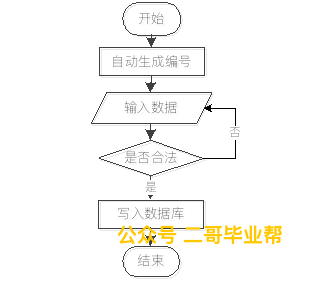 开始
自动生成编号
输入数据
否
是否合法
是
写入数据库
公众号 二哥毕业帮
结束